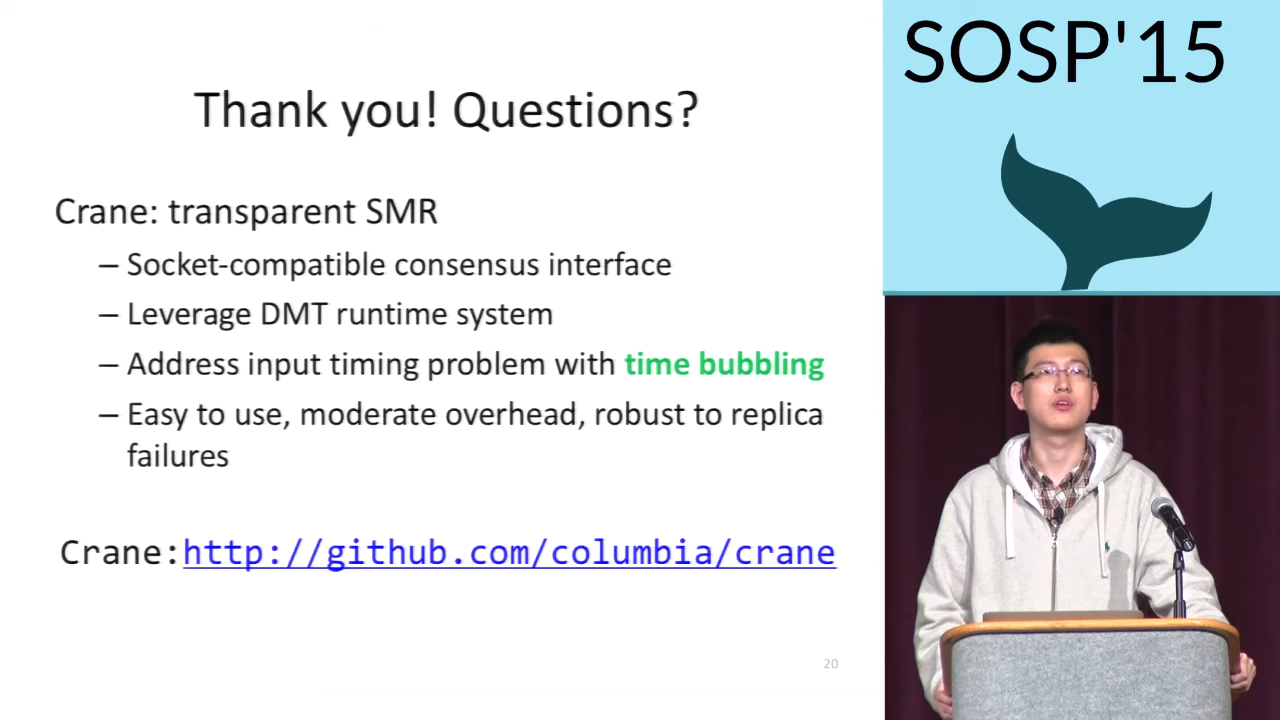 Thank you! Questions?
Crane: transparent SMR
– Socket-compatible consensus interface
– Leverage DMT runtime system
– Address input timing problem with time bubbling
– Easy to use, moderate overhead, robust to replica
failures
Crane:http://github.com/columbia/crane
20
SOSP'15